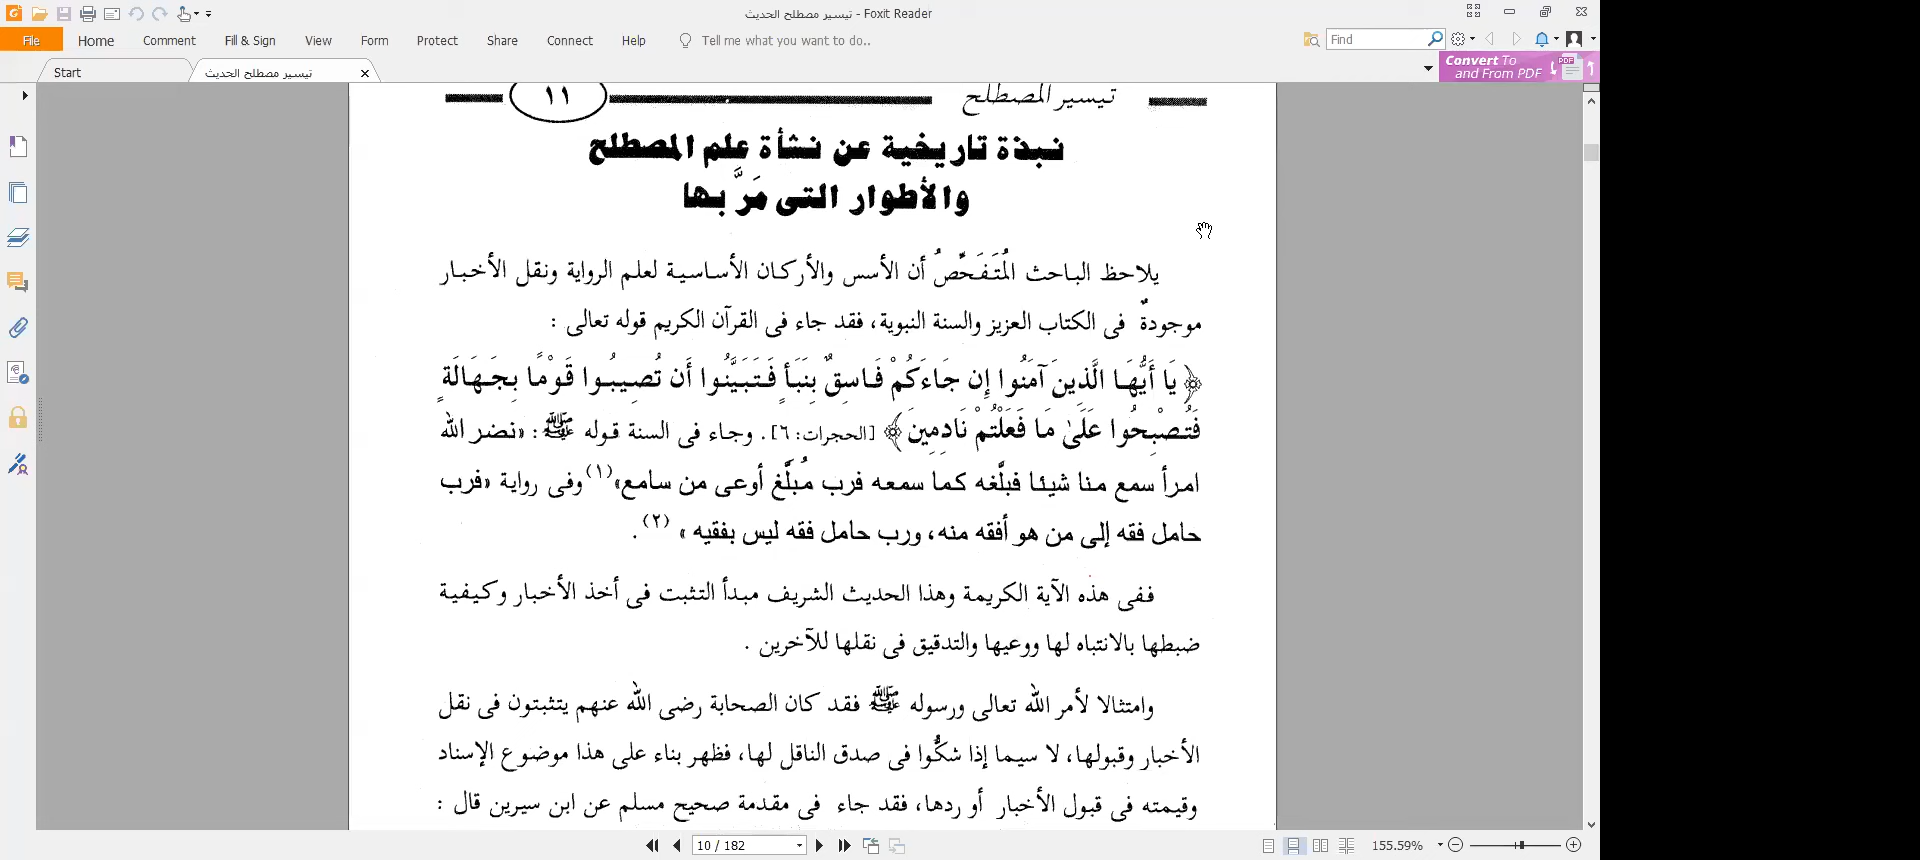 تيسير مصطلح الحديث - Foxit Reader
File Home Comment Fill & Sign View Form Protect Share Connect Help Tell me what you want to do.. Find
Start تيسير مصطلح الحديث
Convert To and From PDF
تيسير المصطلح ١١
نبذة تاريخية عن نشأة علم المصطلح
والأطوار التى مَرَّ بها
يلاحظ الباحث المُتَفَحِّصُ أن الأسس والأركان الأساسية لعلم الرواية ونقل الأخبار
موجودةٌ فى الكتاب العزيز والسنة النبوية، فقد جاء فى القرآن الكريم قوله تعالى :
﴿ يَا أَيُّهَا الَّذِينَ آمَنُوا إِن جَاءَكُمْ فَاسِقٌ بِنَبَأٍ فَتَبَيَّنُوا أَن تُصِيبُوا قَوْمًا بِجَهَالَةٍ
فَتُصْبِحُوا عَلَىٰ مَا فَعَلْتُمْ نَادِمِينَ ﴾ [الحجرات: ٦]. وجاء فى السنة قوله ﷺ : «نضر الله
امرأ سمع منا شيئا فبلَّغه كما سمعه فرب مُبَلَّغ أوعى من سامع» (١) وفى رواية «فرب
حامل فقه إلى من هو أفقه منه، ورب حامل فقه ليس بفقيه » (٢) .
ففى هذه الآية الكريمة وهذا الحديث الشريف مبدأ التثبت فى أخذ الأخبار وكيفية
ضبطها بالانتباه لها ووعيها والتدقيق فى نقلها للآخرين .
وامتثالا لأمر الله تعالى ورسوله ﷺ فقد كان الصحابة رضى الله عنهم يتثبتون فى نقل
الأخبار وقبولها، لا سيما إذا شكُّوا فى صدق الناقل لها، فظهر بناء على هذا موضوع الإسناد
وقيمته فى قبول الأخبار أو ردها، فقد جاء فى مقدمة صحيح مسلم عن ابن سيرين قال :
10 / 182 155.59%